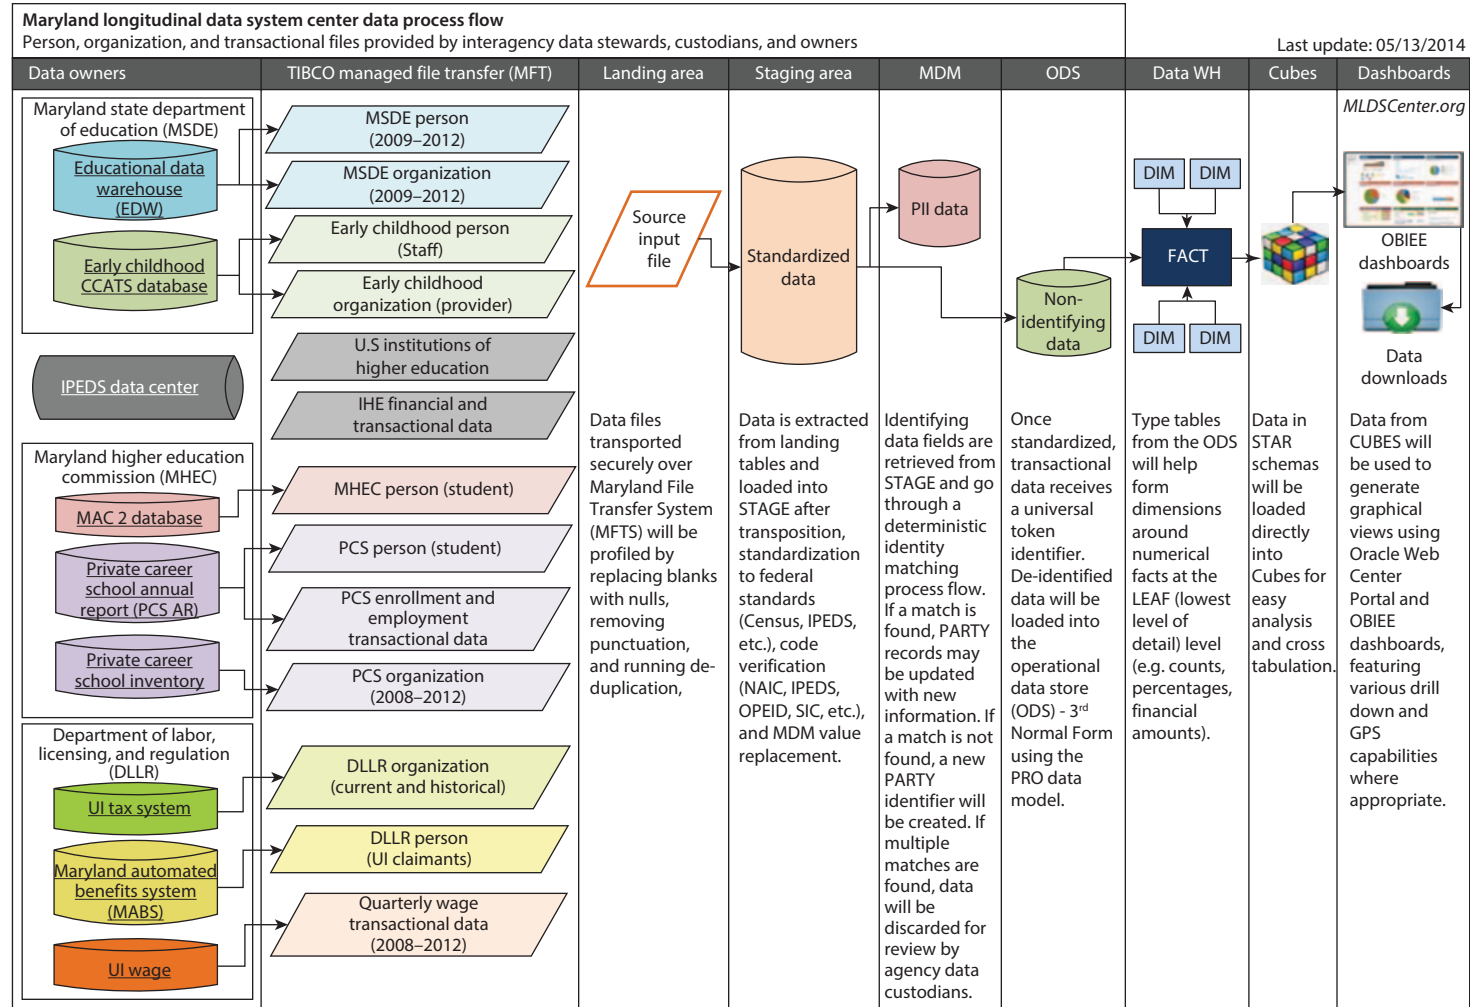 Maryland longitudinal data system center data process flow
Person, organization, and transactional files provided by interagency data stewards, custodians, and owners
Last update: 05/13/2014
Data owners
TIBCO managed file transfer (MFT)
Landing area
Staging area
MDM
ODS
Data WH
Cubes
Dashboards
Maryland state department
of education (MSDE)
Educational data
warehouse
(EDW)
Early childhood
CCATS database
IPEDS data center
Maryland higher education
commission (MHEC)
MAC 2 database
Private career
school annual
report (PCS AR)
Private career
school inventory
Department of labor,
licensing, and regulation
(DLLR)
UI tax system
Maryland automated
benefits system
(MABS)
UI wage
MSDE person
(2009–2012)
MSDE organization
(2009–2012)
Early childhood person
(Staff)
Early childhood
organization (provider)
U.S institutions of
higher education
IHE financial and
transactional data
MHEC person (student)
PCS person (student)
PCS enrollment and
employment
transactional data
PCS organization
(2008–2012)
DLLR organization
(current and historical)
DLLR person
(UI claimants)
Quarterly wage
transactional data
(2008–2012)
Source
input
file
Data files
transported
securely over
Maryland File
Transfer System
(MFTS) will be
profiled by
replacing blanks
with nulls,
removing
punctuation,
and running de-
duplication,
Standardized
data
Data is extracted
from landing
tables and
loaded into
STAGE after
transposition,
standardization
to federal
standards
(Census, IPEDS,
etc.), code
verification
(NAIC, IPEDS,
OPEID, SIC, etc.),
and MDM value
replacement.
PII data
Identifying
data fields are
retrieved from
STAGE and go
through a
deterministic
identity
matching
process flow.
If a match is
found, PARTY
records may
be updated
with new
information. If
a match is not
found, a new
PARTY
identifier will
be created. If
multiple
matches are
found, data
will be
discarded for
review by
agency data
custodians.
Non-
identifying
data
Once
standardized,
transactional
data receives
a universal
token
identifier.
De-identified
data will be
loaded into
the
operational
data store
(ODS) - 3rd
Normal Form
using the
PRO data
model.
DIM
DIM
FACT
DIM
DIM
Type tables
from the ODS
will help
form
dimensions
around
numerical
facts at the
LEAF (lowest
level of
detail) level
(e.g. counts,
percentages,
financial
amounts).
Data in
STAR
schemas
will be
loaded
directly
into
Cubes for
easy
analysis
and cross
tabulation.
MLDSCenter.org
OBIEE
dashboards
Data
downloads
Data from
CUBES will
be used to
generate
graphical
views using
Oracle Web
Center
Portal and
OBIEE
dashboards,
featuring
various drill
down and
GPS
capabilities
where
appropriate.